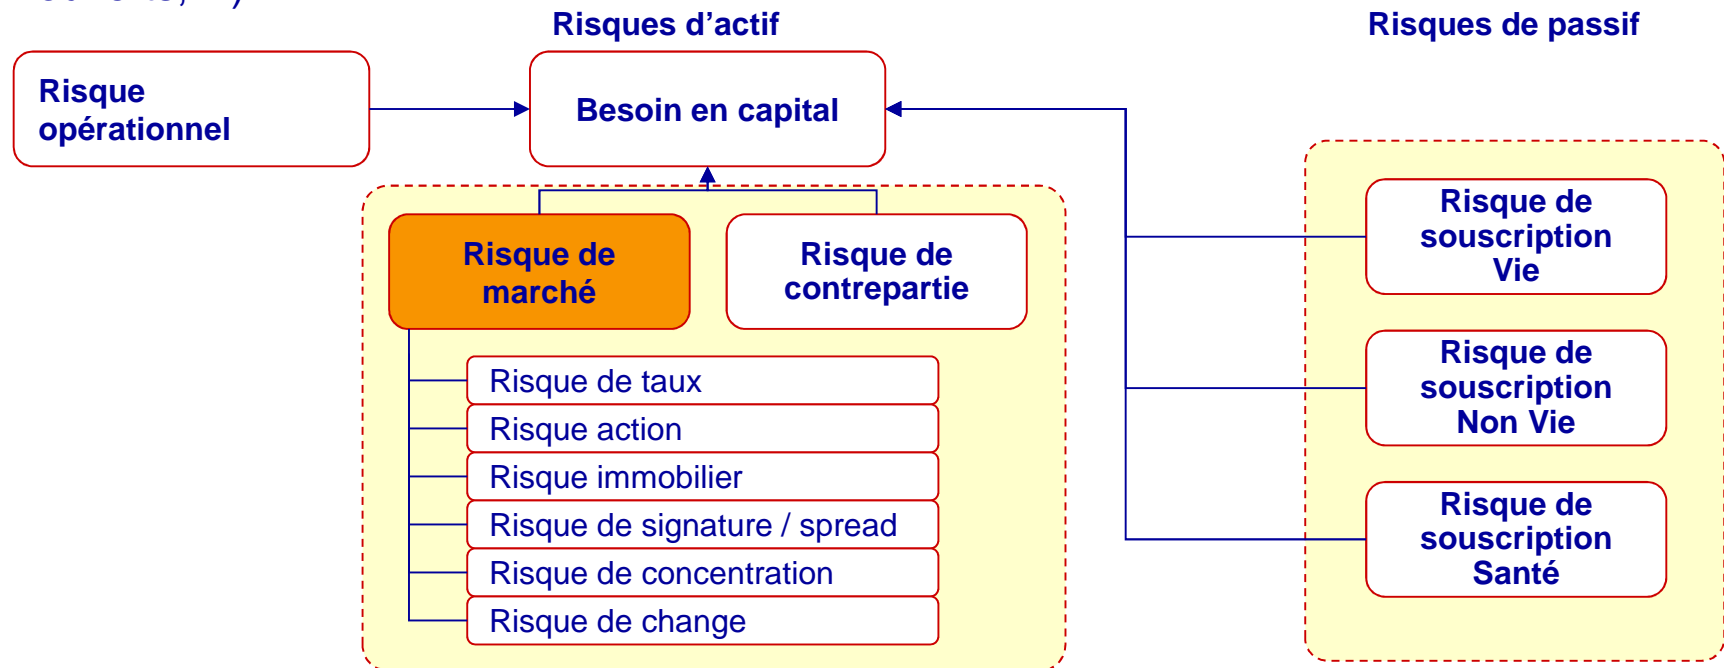 Risques d'actif
Risques de passif
Risque
opérationnel
Besoin en capital
Risque de
marché
Risque de
contrepartie
Risque de taux
Risque action
Risque immobilier
Risque de signature / spread
Risque de concentration
Risque de change
Risque de
souscription
Vie
Risque de
souscription
Non Vie
Risque de
souscription
Santé